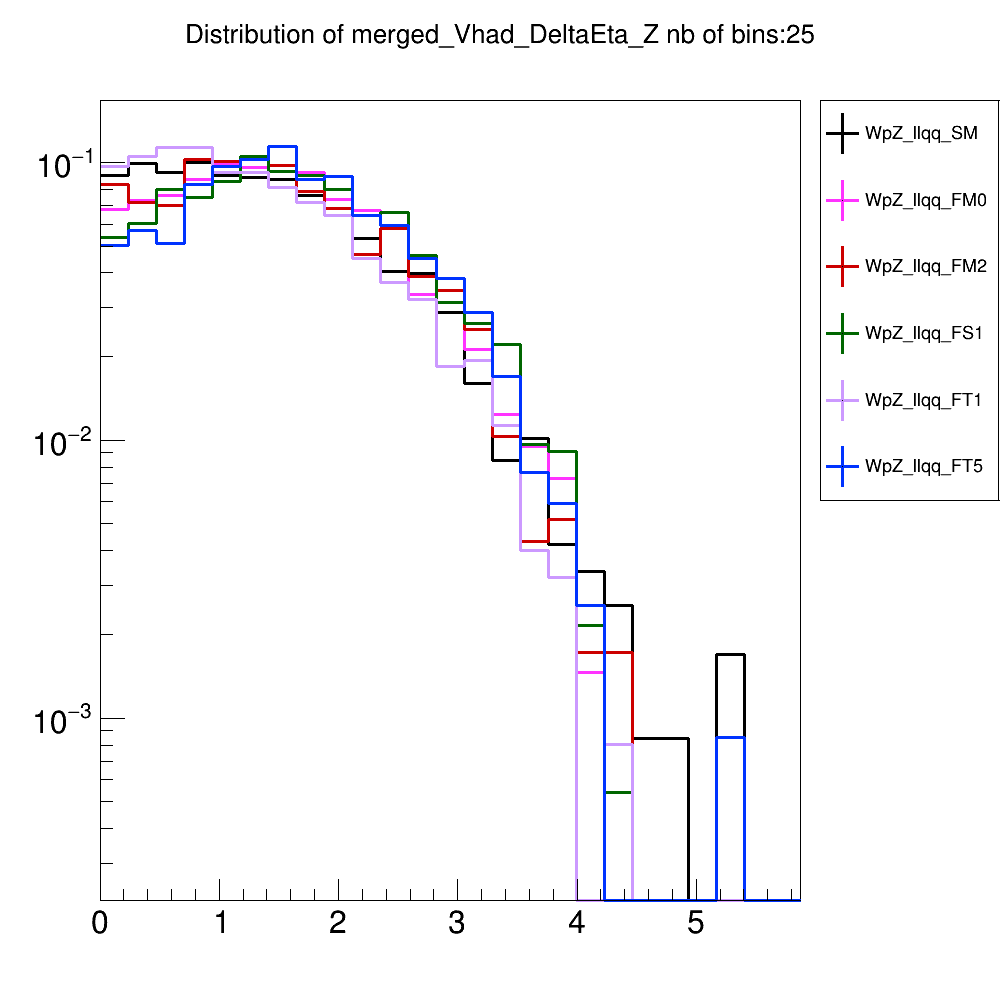 Distribution of merged_Vhad_DeltaEta_Z nb of bins:25
10⁻¹
10⁻²
10⁻³
0 1 2 3 4 5
WpZ_llqq_SM
WpZ_llqq_FM0
WpZ_llqq_FM2
WpZ_llqq_FS1
WpZ_llqq_FT1
WpZ_llqq_FT5